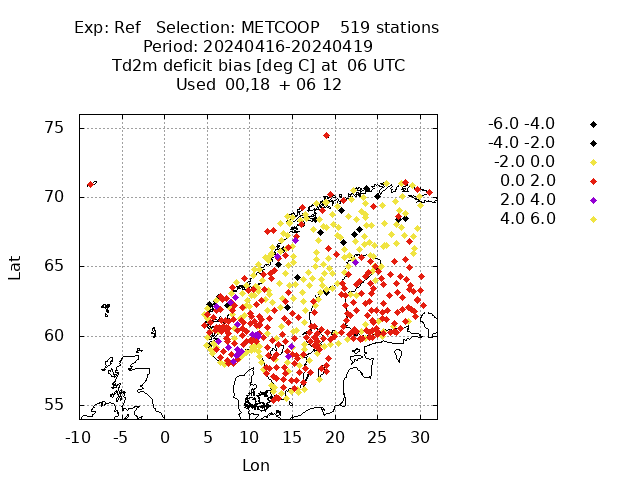 Exp: Ref   Selection: METCOOP    519 stations
Period: 20240416-20240419
Td2m deficit bias [deg C] at  06 UTC
Used  00,18  + 06 12
-6.0 -4.0
-4.0 -2.0
-2.0 0.0
0.0 2.0
2.0 4.0
4.0 6.0
75
70
65
60
55
Lat
-10 -5 0 5 10 15 20 25 30
Lon